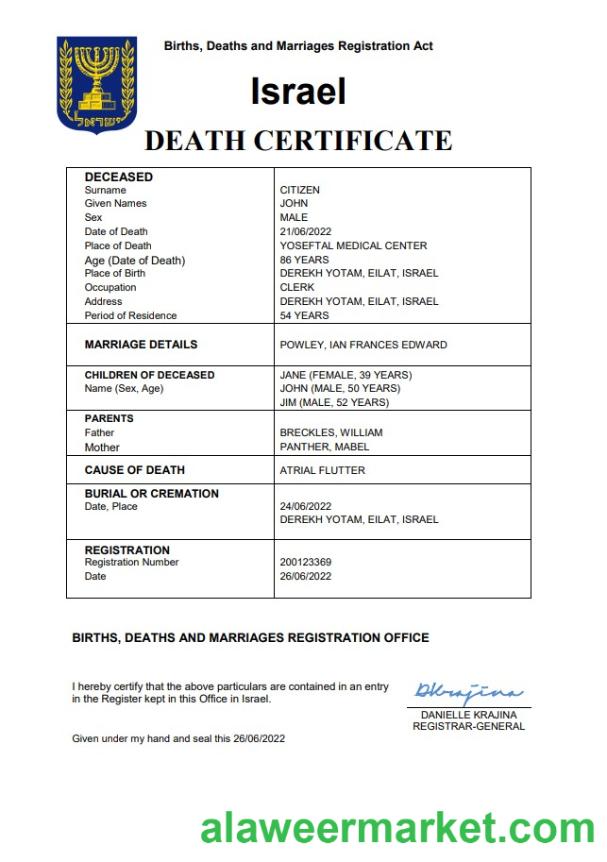 Births, Deaths and Marriages Registration Act
ישראל
Israel
DEATH CERTIFICATE
DECEASED
Surname CITIZEN
Given Names JOHN
Sex MALE
Date of Death 21/06/2022
Place of Death YOSEFTAL MEDICAL CENTER
Age (Date of Death) 86 YEARS
Place of Birth DEREKH YOTAM, EILAT, ISRAEL
Occupation CLERK
Address DEREKH YOTAM, EILAT, ISRAEL
Period of Residence 54 YEARS
MARRIAGE DETAILS POWLEY, IAN FRANCES EDWARD
CHILDREN OF DECEASED JANE (FEMALE, 39 YEARS)
Name (Sex, Age) JOHN (MALE, 50 YEARS)
JIM (MALE, 52 YEARS)
PARENTS
Father BRECKLES, WILLIAM
Mother PANTHER, MABEL
CAUSE OF DEATH ATRIAL FLUTTER
BURIAL OR CREMATION
Date, Place 24/06/2022
DEREKH YOTAM, EILAT, ISRAEL
REGISTRATION
Registration Number 200123369
Date 26/06/2022
BIRTHS, DEATHS AND MARRIAGES REGISTRATION OFFICE
I hereby certify that the above particulars are contained in an entry
in the Register kept in this Office in Israel.
DKrajina
DANIELLE KRAJINA
REGISTRAR-GENERAL
Given under my hand and seal this 26/06/2022
alaweermarket.com